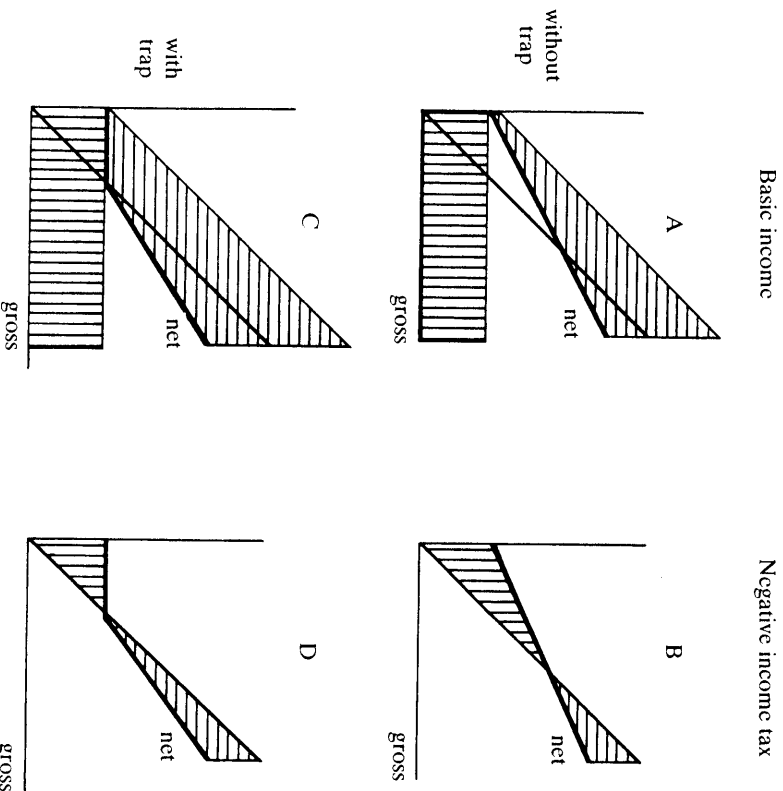 Basic income
Negative income tax
without
trap
A
net
gross
B
net
gross
with
trap
C
net
gross
D
net
gross